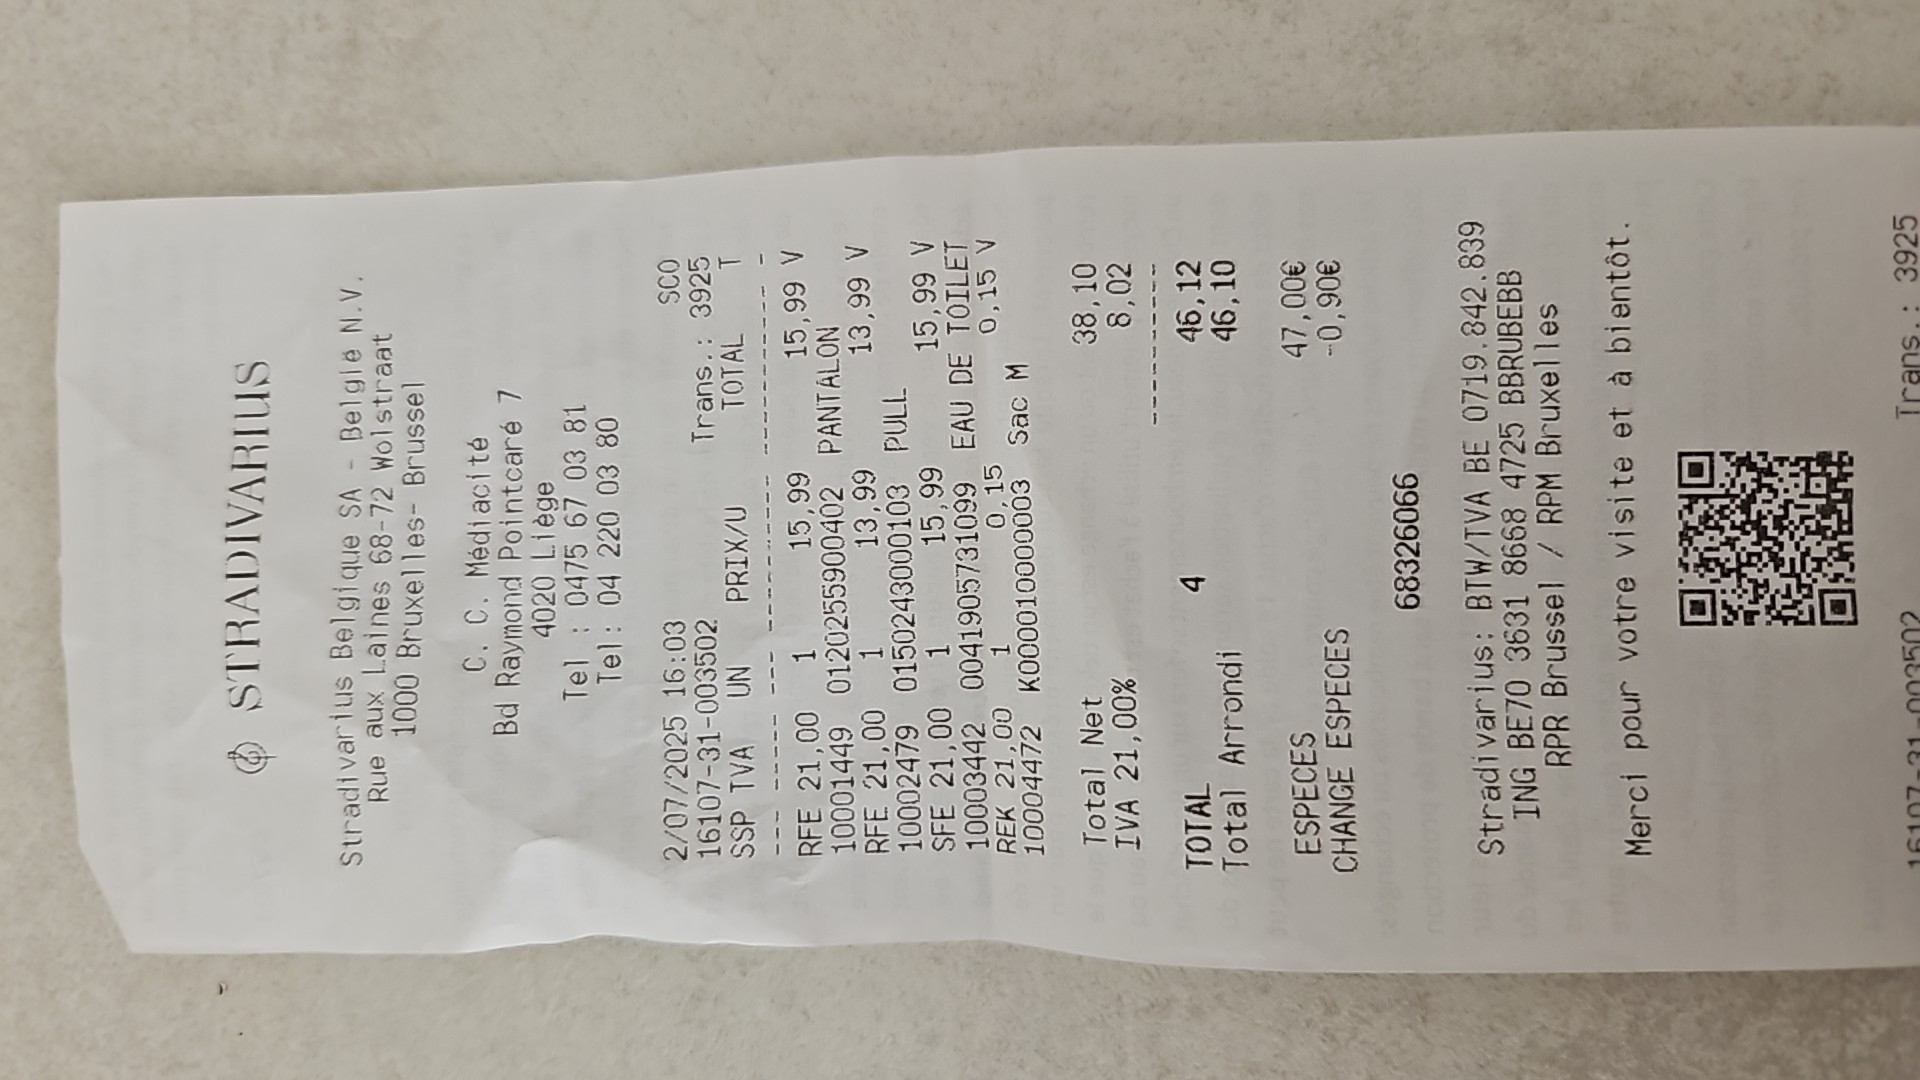 STRADIVARIUS
Stradivarius Belgique SA - België N.V.
Rue aux Laines 68-72 Wolstraat
1000 Bruxelles- Brussel
C. C. Médiacité
Bd Raymond Pointcaré 7
4020 Liège
Tel : 0475 67 03 81
Tel: 04 220 03 80
2/07/2025 16:03 SCO
16107-31-003502 Trans.: 3925
SSP TVA UN PRIX/U TOTAL T
--- ------ --- ----------- ----------- -
RFE 21,00 1 15,99 15,99 V
10001449 0120255900402 PANTALON
RFE 21,00 1 13,99 13,99 V
10002479 01502430001​03 PULL
SFE 21,00 1 15,99 15,99 V
10003442 0041905731099 EAU DE TOILET
REK 21,00 1 0,15 0,15 V
10004472 K0000100000003 Sac M
Total Net 38,10
IVA 21,00% 8,02
----------
TOTAL 4 46,12
Total Arrondi 46,10
ESPECES 47,00€
CHANGE ESPECES -0,90€
68326066
Stradivarius: BTW/TVA BE 0719.842.839
ING BE70 3631 8668 4725 BBRUBEBB
RPR Brussel / RPM Bruxelles
Merci pour votre visite et à bientôt.
16107-31-003502 Trans.: 3925